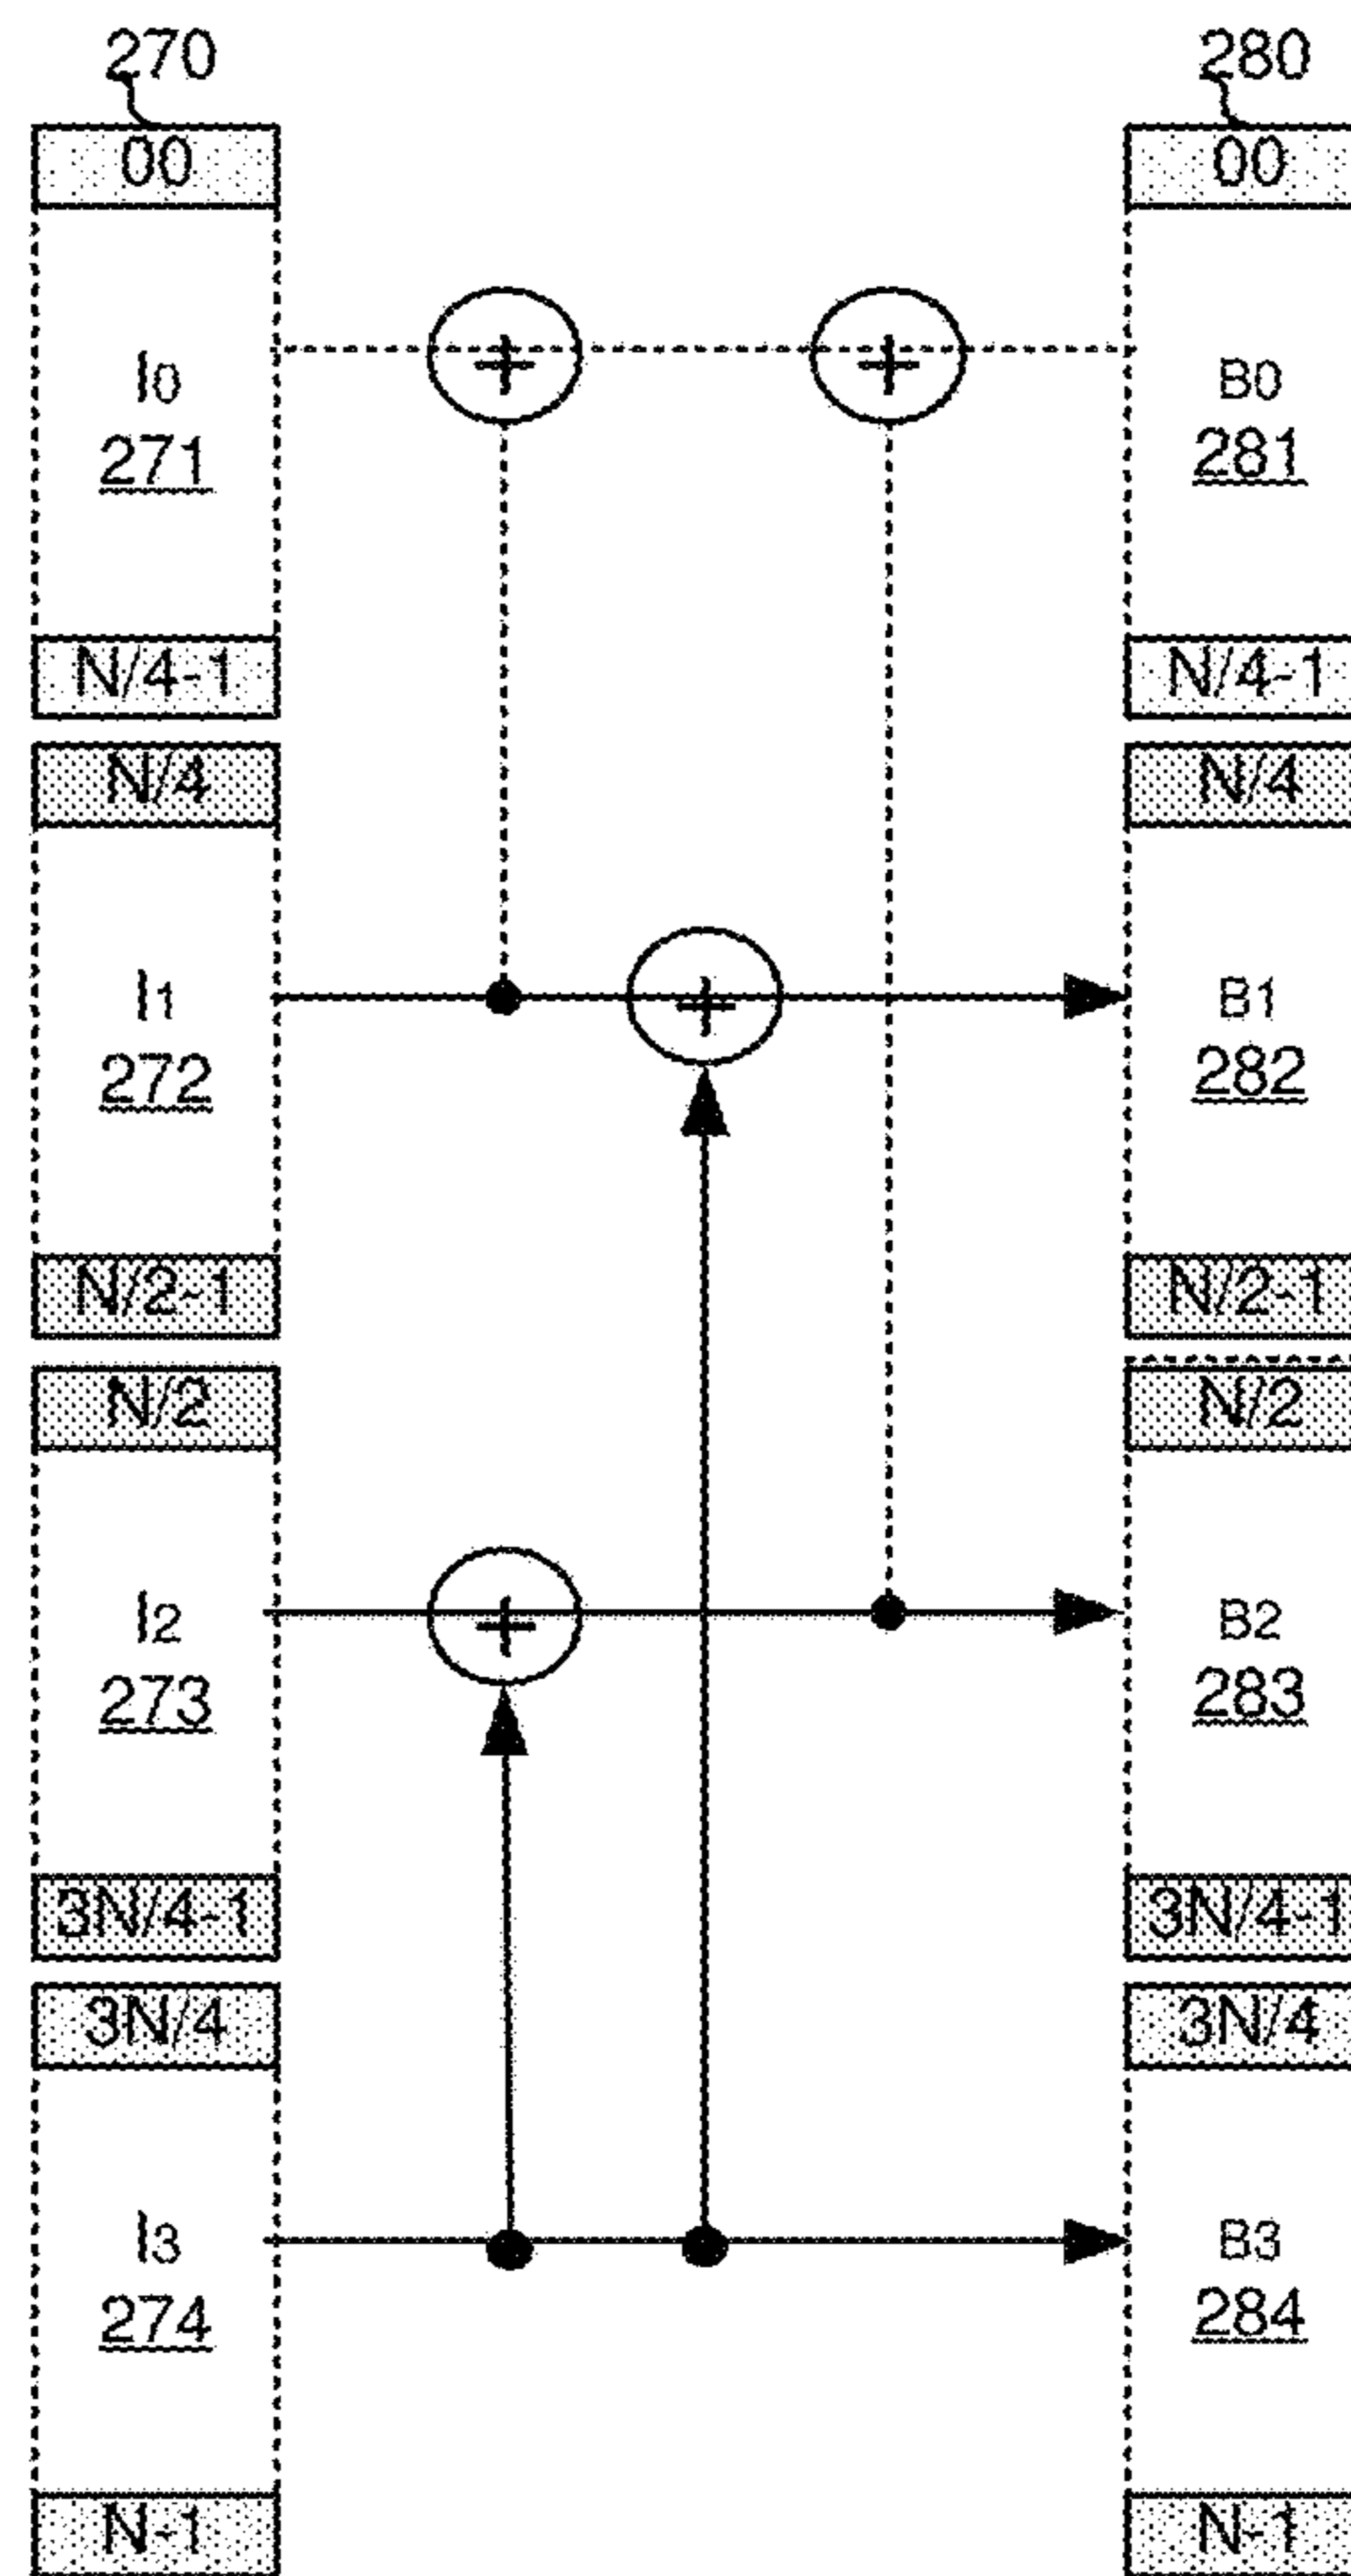 270 280
00 00
I0 B0
271 281
N/4-1 N/4-1
N/4 N/4
I1 B1
272 282
N/2-1 N/2-1
N/2 N/2
I2 B2
273 283
3N/4-1 3N/4-1
3N/4 3N/4
I3 B3
274 284
N-1 N-1